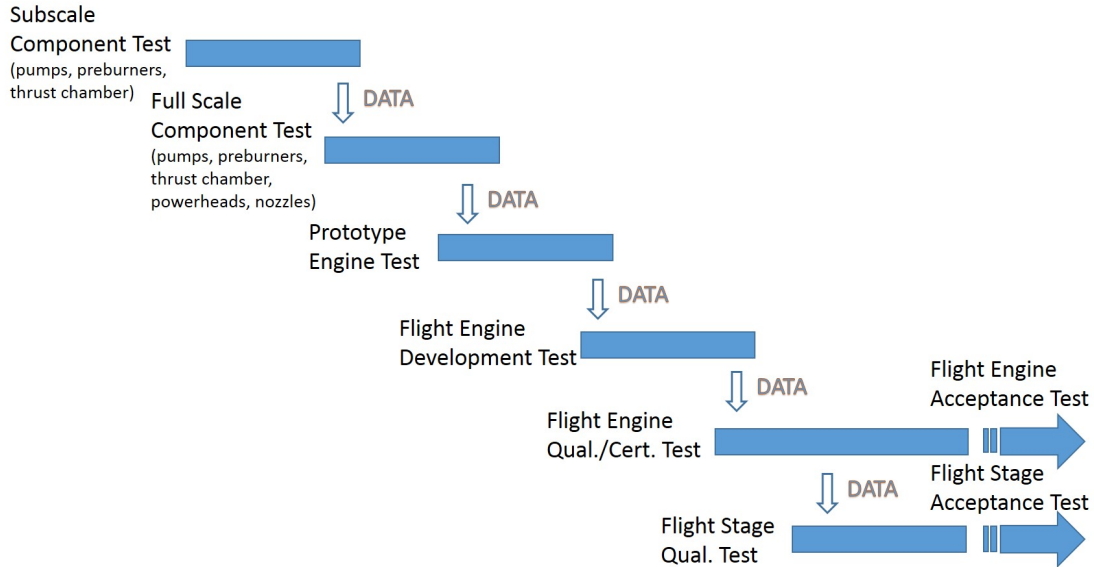 Subscale
Component Test
(pumps, preburners,
thrust chamber)
DATA
Full Scale
Component Test
(pumps, preburners,
thrust chamber,
powerheads, nozzles)
DATA
Prototype
Engine Test
DATA
Flight Engine
Development Test
DATA
Flight Engine
Acceptance Test
Flight Engine
Qual./Cert. Test
DATA
Flight Stage
Acceptance Test
Flight Stage
Qual. Test